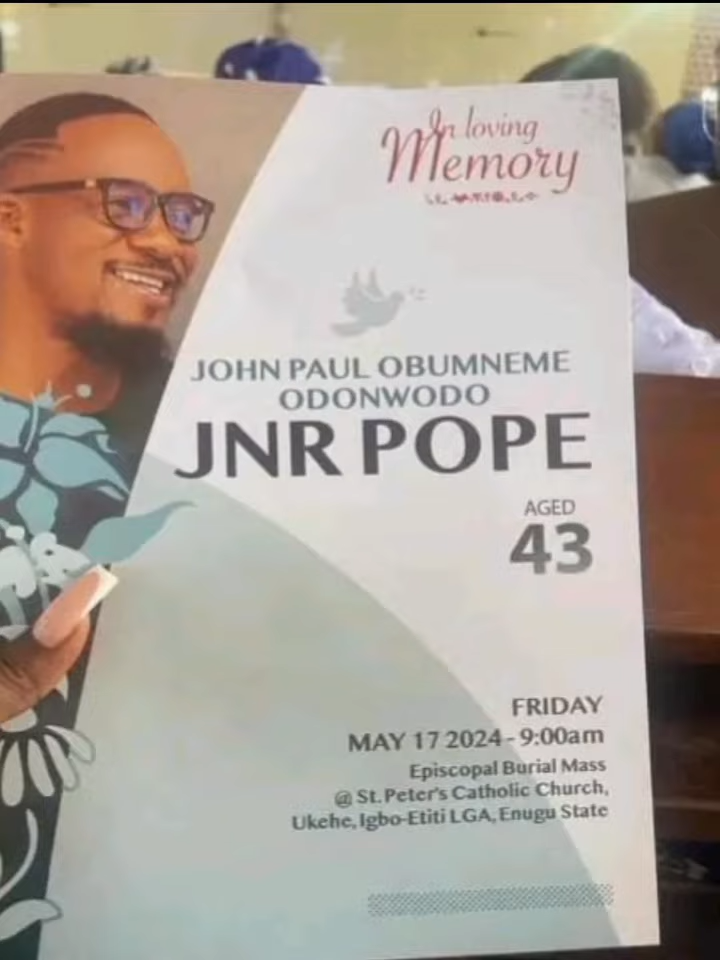 In loving
Memory
JOHN PAUL OBUMNEME
ODONWODO
JNR POPE
AGED
43
FRIDAY
MAY 17 2024 - 9:00am
Episcopal Burial Mass
@ St. Peter's Catholic Church,
Ukehe, Igbo-Etiti LGA, Enugu State